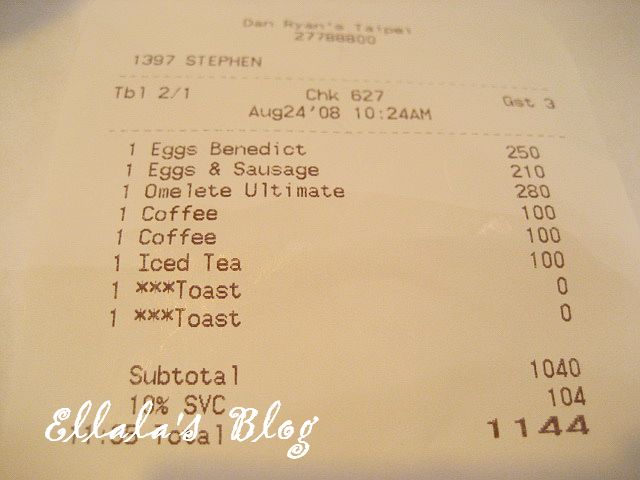 Dan Ryan's Taipei
27788800
1397 STEPHEN
Tbl 2/1 Chk 627 Gst 3
Aug24'08 10:24AM
1 Eggs Benedict 250
1 Eggs & Sausage 210
1 Omelete Ultimate 280
1 Coffee 100
1 Coffee 100
1 Iced Tea 100
1 ***Toast 0
1 ***Toast 0
Subtotal 1040
10% SVC 104
Total 1144
Ellala's Blog